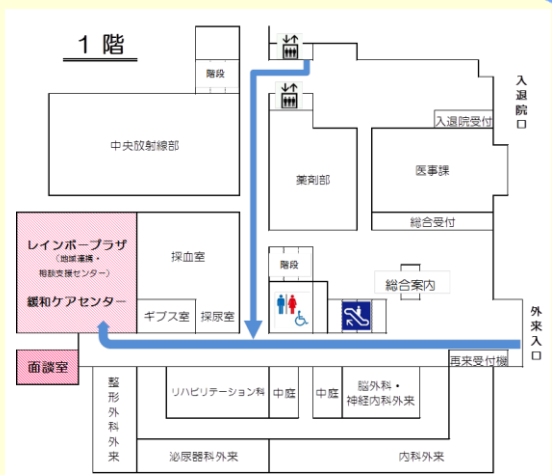 1階
階段
中央放射線部
入退院口
入退院受付
薬剤部
医事課
総合受付
レインボープラザ
(地域連携・
相談支援センター)
緩和ケアセンター
採血室
階段
総合案内
ギプス室
採尿室
外来入口
再来受付機
面談室
整形外科外来
リハビリテーション科
中庭
中庭
脳外科・
神経内科外来
泌尿器科外来
内科外来